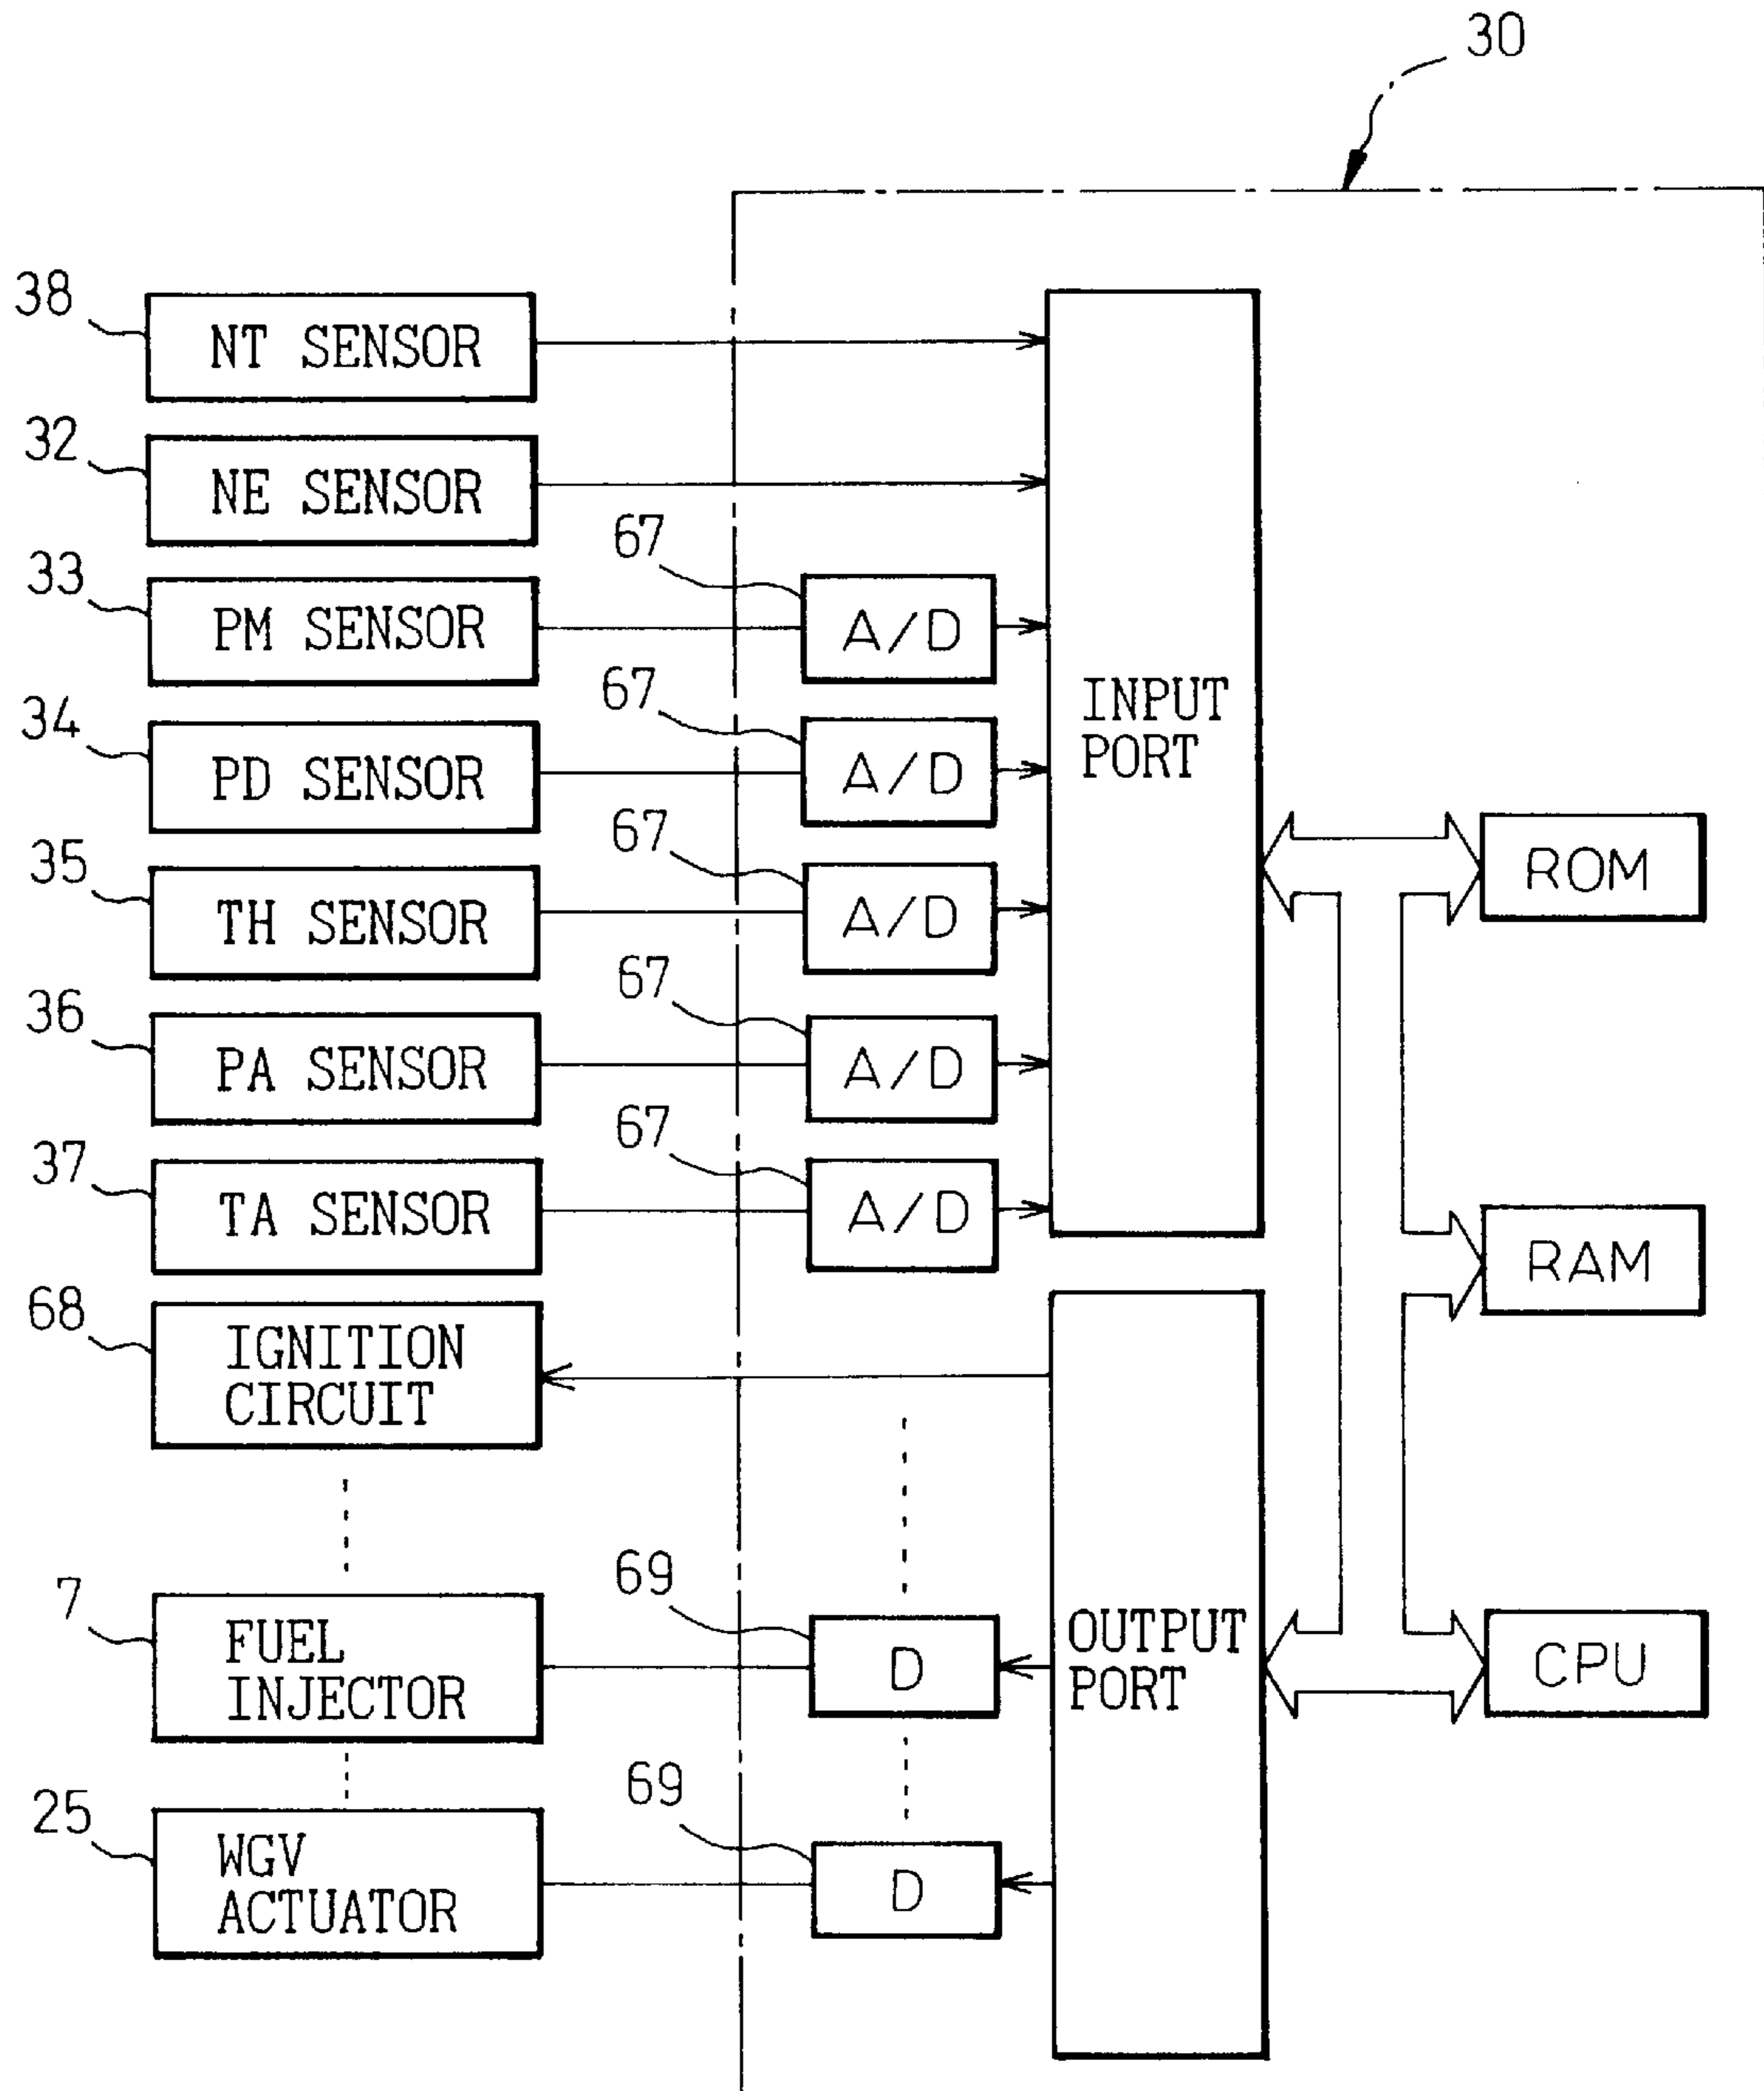 30
38
NT SENSOR
32
NE SENSOR
33
PM SENSOR
67
A/D
34
PD SENSOR
67
A/D
INPUT
PORT
35
TH SENSOR
67
A/D
ROM
36
PA SENSOR
67
A/D
37
TA SENSOR
67
A/D
RAM
68
IGNITION
CIRCUIT
7
FUEL
INJECTOR
69
D
OUTPUT
PORT
CPU
25
WGV
ACTUATOR
69
D